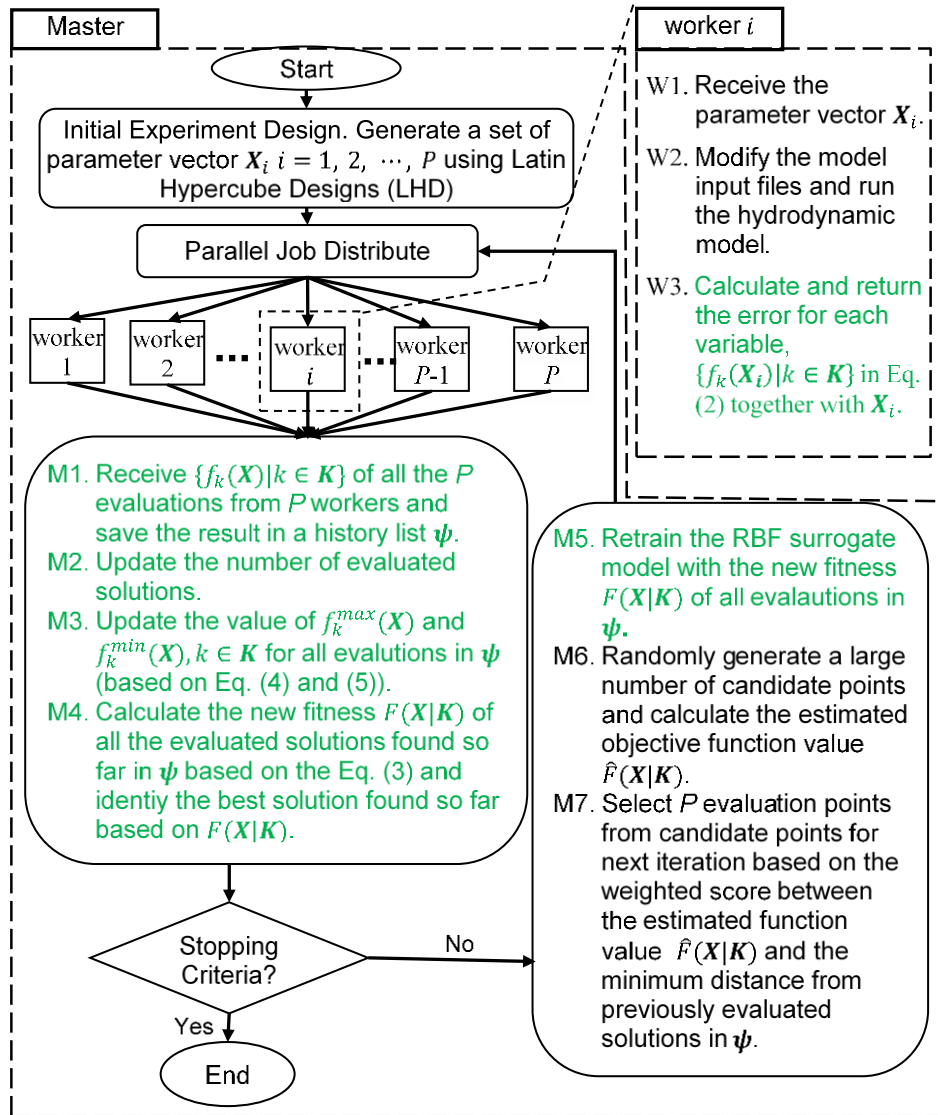 Master
Start
Initial Experiment Design. Generate a set of
parameter vector X_i i = 1, 2, ⋯, P using Latin
Hypercube Designs (LHD)
Parallel Job Distribute
worker
1
worker
2
...
worker
i
....
worker
P-1
worker
P
worker i
W1. Receive the
parameter vector X_i.
W2. Modify the model
input files and run
the hydrodynamic
model.
W3. Calculate and return
the error for each
variable,
{f_k(X_i)|k ∈ K} in Eq.
(2) together with X_i.
M1. Receive {f_k(X)|k ∈ K} of all the P
evaluations from P workers and
save the result in a history list ψ.
M2. Update the number of evaluated
solutions.
M3. Update the value of f_k^max(X) and
f_k^min(X), k ∈ K for all evalutions in ψ
(based on Eq. (4) and (5)).
M4. Calculate the new fitness F(X|K) of
all the evaluated solutions found so
far in ψ based on the Eq. (3) and
identiy the best solution found so far
based on F(X|K).
Stopping
Criteria?
No
Yes
End
M5. Retrain the RBF surrogate
model with the new fitness
F(X|K) of all evalautions in
ψ.
M6. Randomly generate a large
number of candidate points
and calculate the estimated
objective function value
F̂(X|K).
M7. Select P evaluation points
from candidate points for
next iteration based on the
weighted score between
the estimated function
value F̂(X|K) and the
minimum distance from
previously evaluated
solutions in ψ.